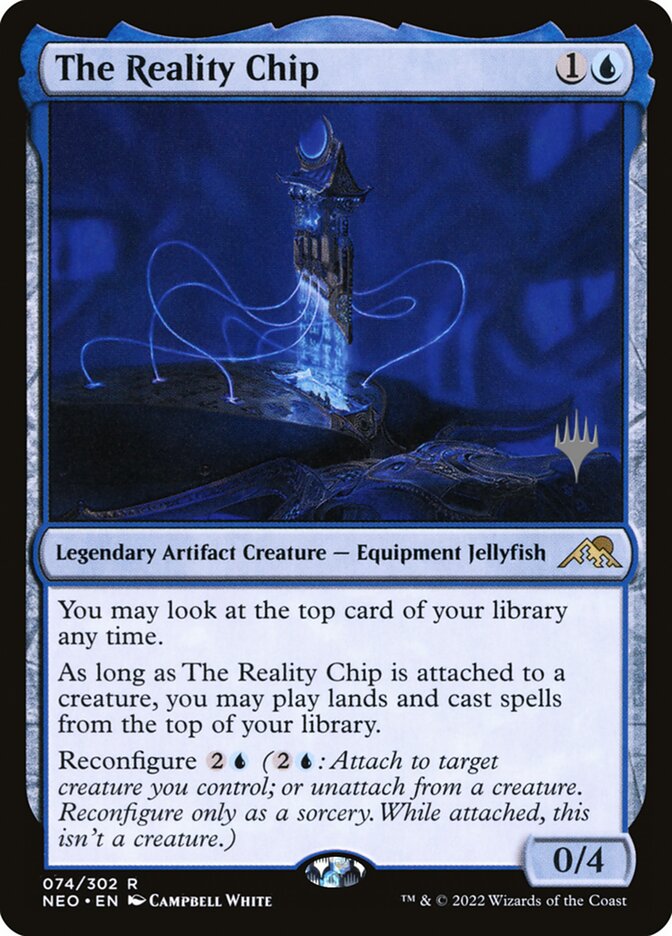 The Reality Chip 1
Legendary Artifact Creature — Equipment Jellyfish
You may look at the top card of your library
any time.
As long as The Reality Chip is attached to a
creature, you may play lands and cast spells
from the top of your library.
Reconfigure 2 (2: Attach to target
creature you control; or unattach from a creature.
Reconfigure only as a sorcery. While attached, this
isn't a creature.)
0/4
074/302 R
NEO • EN CAMPBELL WHITE
™ & © 2022 Wizards of the Coast